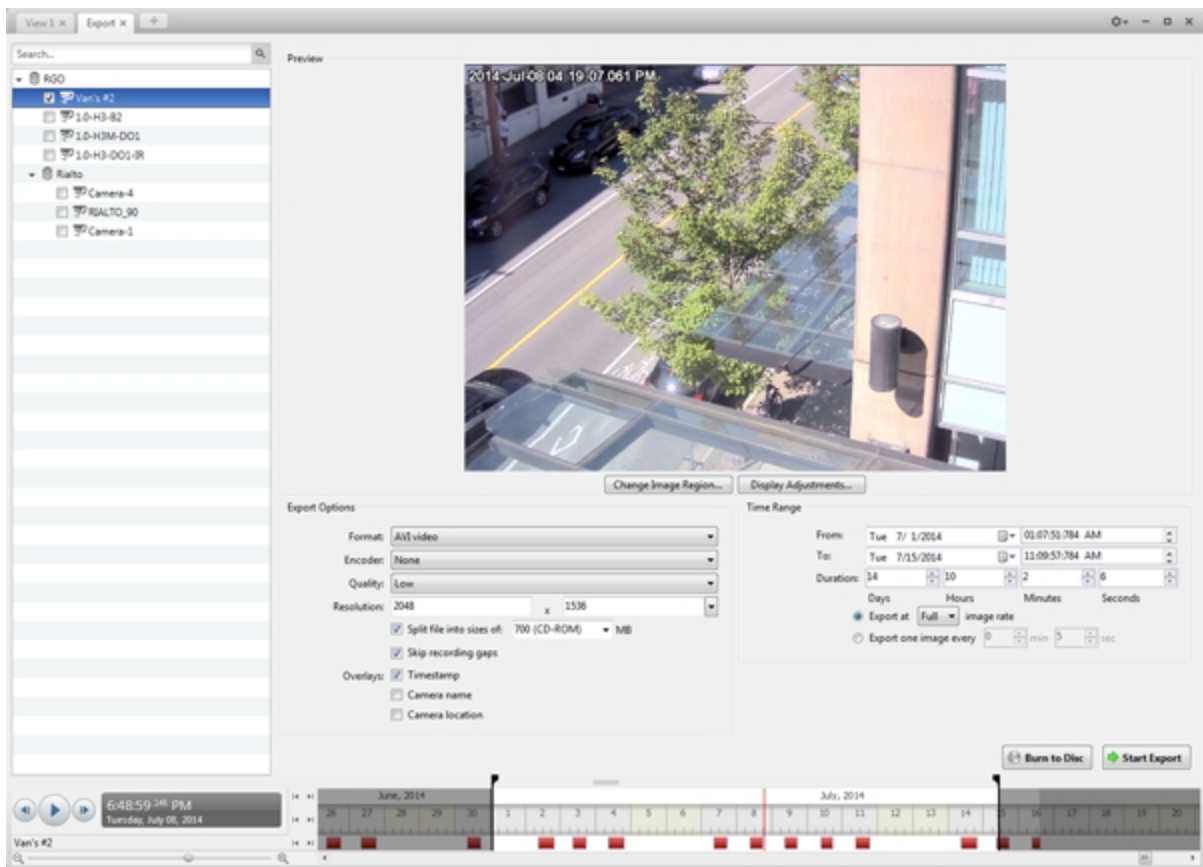 View 1 x Export x +
Search...
RGO
Van's #2
1.0-H3-B2
1.0-H3M-DO1
1.0-H3-DO1-IR
Rialto
Camera-4
RIALTO_90
Camera-1
Preview
2014-Jul-08 04:19:07.061 PM
Change Image Region... Display Adjustments...
Export Options
Format: AVI video
Encoder: None
Quality: Low
Resolution: 2048 x 1536
Split file into sizes of: 700 (CD-ROM) MB
Skip recording gaps
Overlays: Timestamp
Camera name
Camera location
Time Range
From: Tue 7/ 1/2014 01:07:51:784 AM
To: Tue 7/15/2014 11:09:57:784 AM
Duration: 14 10 2 6
Days Hours Minutes Seconds
Export at Full image rate
Export one image every 0 min 5 sec
Burn to Disc Start Export
6:48:59 PM
Tuesday, July 08, 2014
June, 2014 July, 2014
26 27 28 29 30 1 2 3 4 5 6 7 8 9 10 11 12 13 14 15 16 17 18 19 20
Van's #2